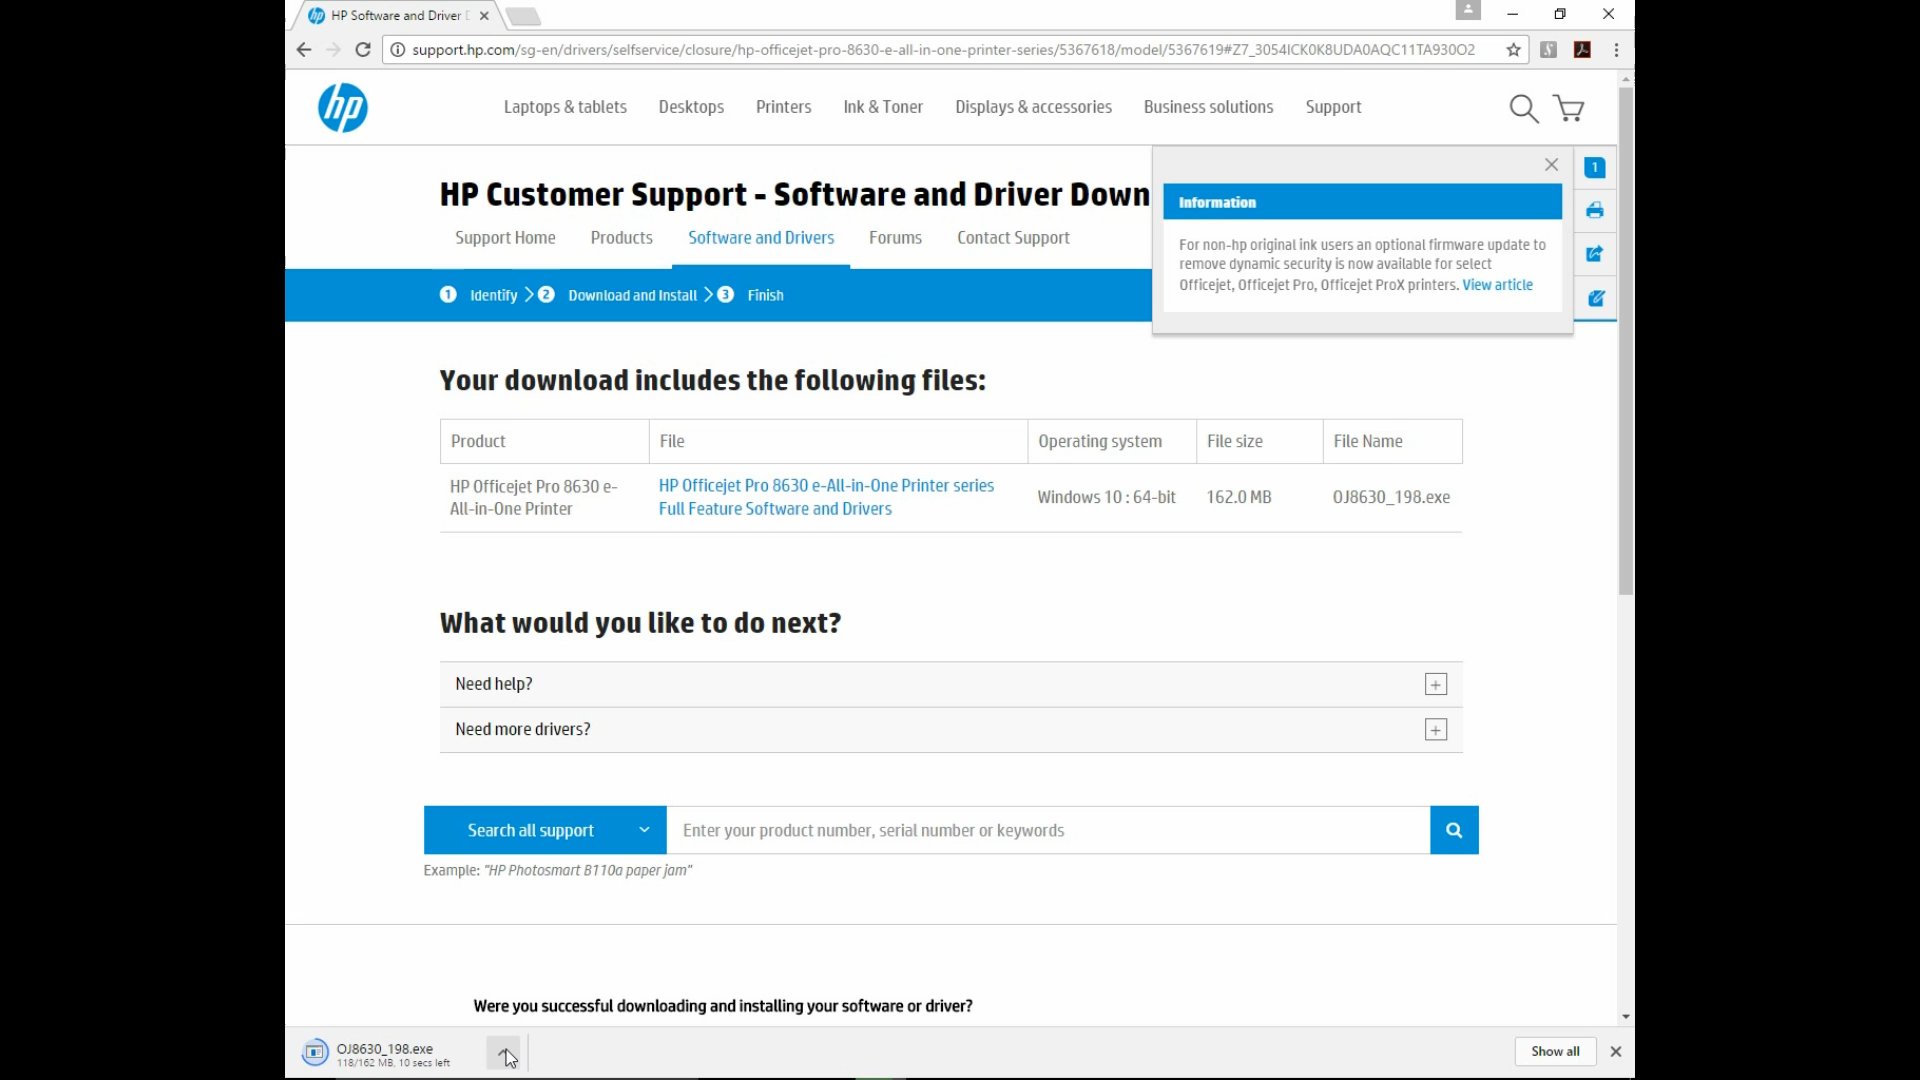 HP Software and Driver D
support.hp.com/sg-en/drivers/selfservice/closure/hp-officejet-pro-8630-e-all-in-one-printer-series/5367618/model/5367619#Z7_3054ICK0K8UDA0AQC11TA930O2
hp
Laptops & tablets Desktops Printers Ink & Toner Displays & accessories Business solutions Support
1
HP Customer Support - Software and Driver Down
Information
For non-hp original ink users an optional firmware update to
remove dynamic security is now available for select
Officejet, Officejet Pro, Officejet ProX printers. View article
Support Home Products Software and Drivers Forums Contact Support
1 Identify 2 Download and Install 3 Finish
Your download includes the following files:
Product File Operating system File size File Name
HP Officejet Pro 8630 e-
All-in-One Printer
HP Officejet Pro 8630 e-All-in-One Printer series
Full Feature Software and Drivers
Windows 10 : 64-bit
162.0 MB
OJ8630_198.exe
What would you like to do next?
Need help?
Need more drivers?
Search all support Enter your product number, serial number or keywords
Example: "HP Photosmart B110a paper jam"
Were you successful downloading and installing your software or driver?
OJ8630_198.exe
118/162 MB, 10 secs left
Show all